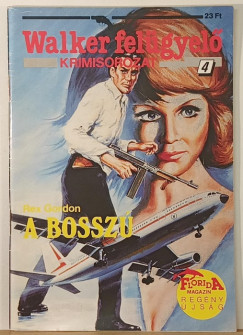 23 Ft
Walker felügyelő
KRIMISOROZAT
4
Rex Gordon
A BOSSZÚ
FLORIDA
MAGAZIN
REGÉNY
ÚJSÁG